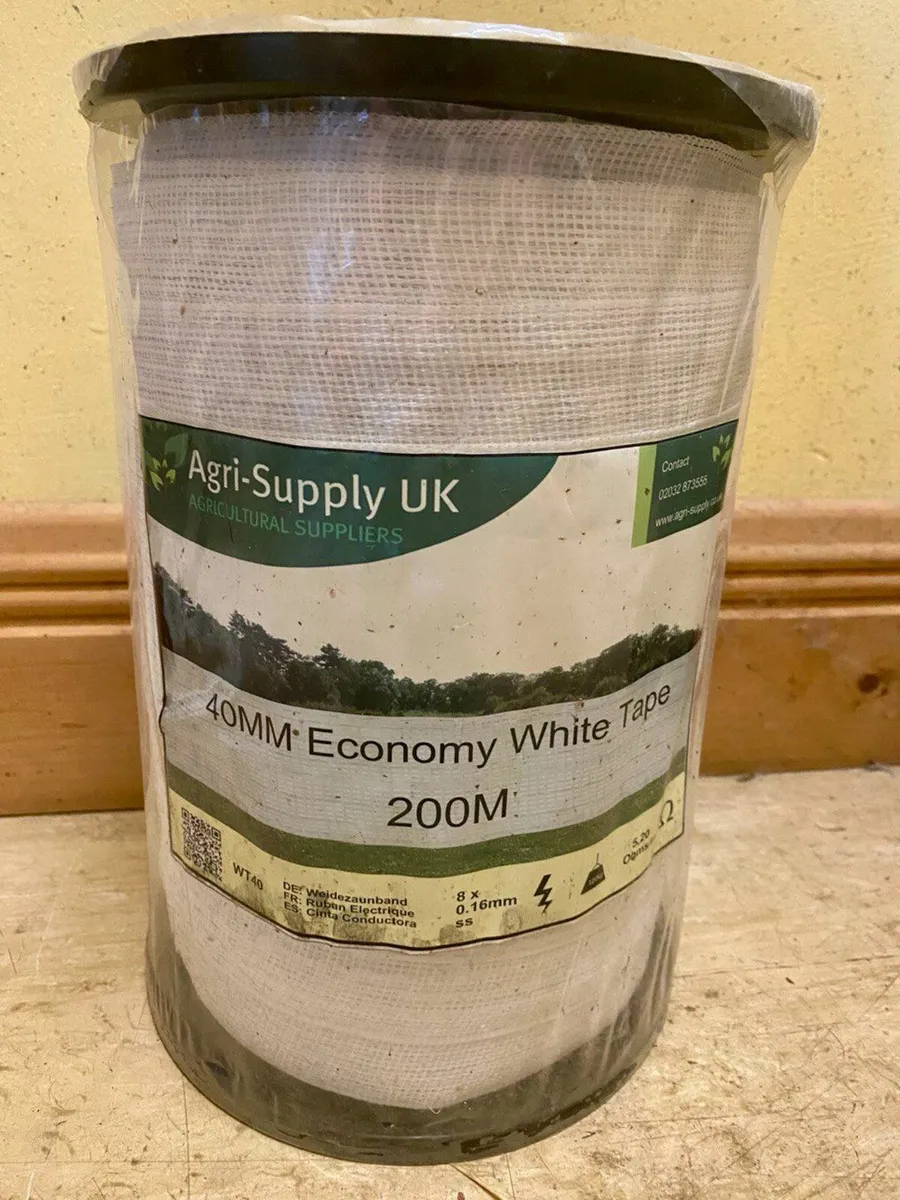 Agri-Supply UK
AGRICULTURAL SUPPLIERS
Contact
02032 873555
www.agri-supply.co.uk
40MM Economy White Tape
200M
WT40
DE: Weidezaunband
FR: Ruban Electrique
ES: Cinta Conductora
8 x
0.16mm
ss
5.20
Ω